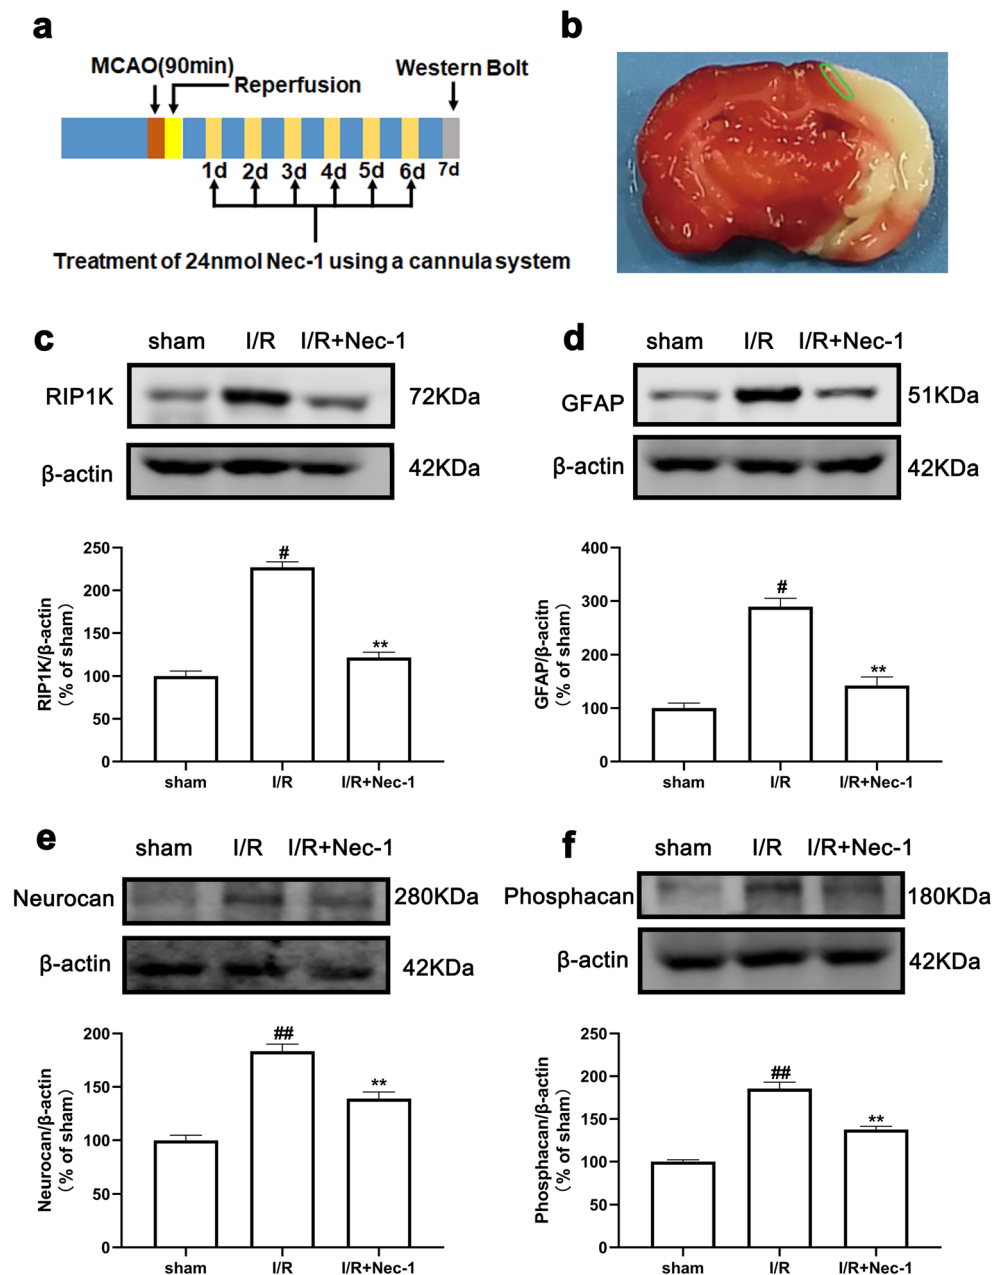 a
MCAO(90min)
Reperfusion
Western Bolt
1d 2d 3d 4d 5d 6d 7d
Treatment of 24nmol Nec-1 using a cannula system
b
c
sham I/R I/R+Nec-1
RIP1K 72KDa
β-actin 42KDa
250
200
150
100
50
0
RIP1K/β-actin
(% of sham)
#
**
sham I/R I/R+Nec-1
d
sham I/R I/R+Nec-1
GFAP 51KDa
β-actin 42KDa
400
300
200
100
0
GFAP/β-acitn
(% of sham)
#
**
sham I/R I/R+Nec-1
e
sham I/R I/R+Nec-1
Neurocan 280KDa
β-actin 42KDa
200
150
100
50
0
Neurocan/β-actin
(% of sham)
##
**
sham I/R I/R+Nec-1
f
sham I/R I/R+Nec-1
Phosphacan 180KDa
β-actin 42KDa
250
200
150
100
50
0
Phosphacan/β-actin
(% of sham)
##
**
sham I/R I/R+Nec-1